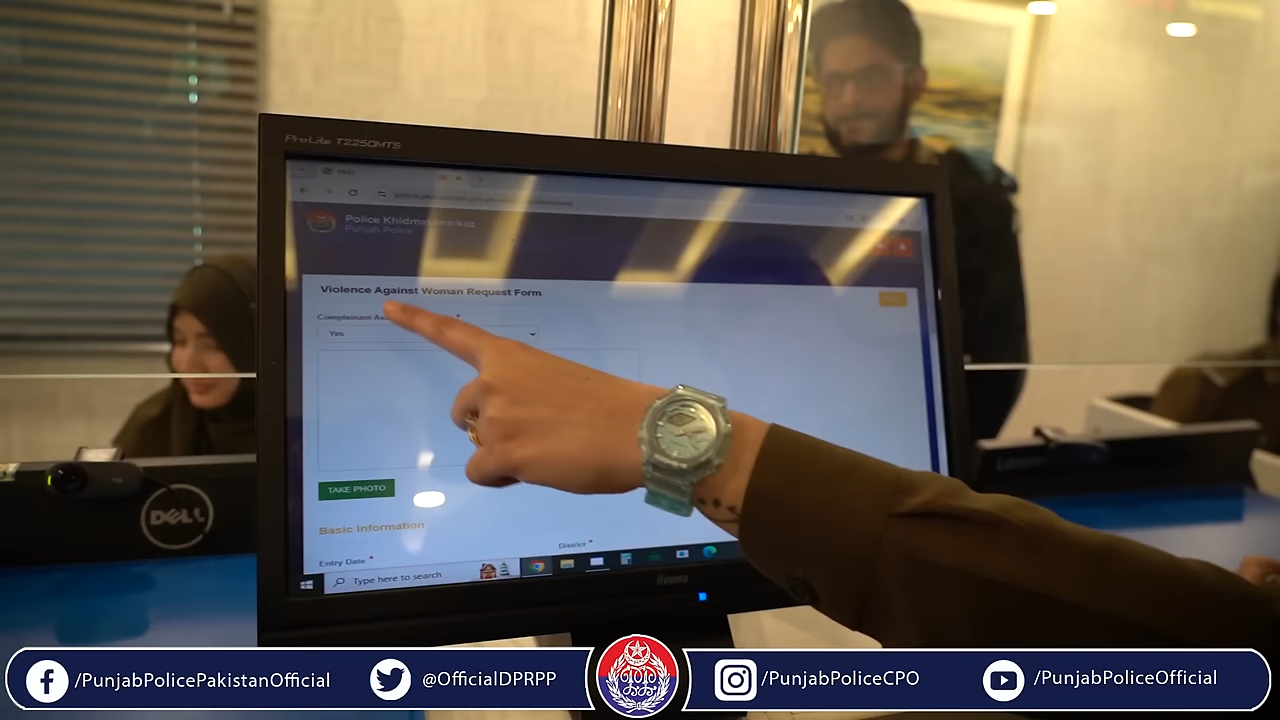 ProLite T2250MTS
Police Khidmat Markaz
Punjab Police
Violence Against Woman Request Form
Complainant
Yes
TAKE PHOTO
Basic Information
District *
Entry Date *
Type here to search
iiyama
DELL
/PunjabPolicePakistanOfficial
@OfficialDPRPP
/PunjabPoliceCPO
/PunjabPoliceOfficial